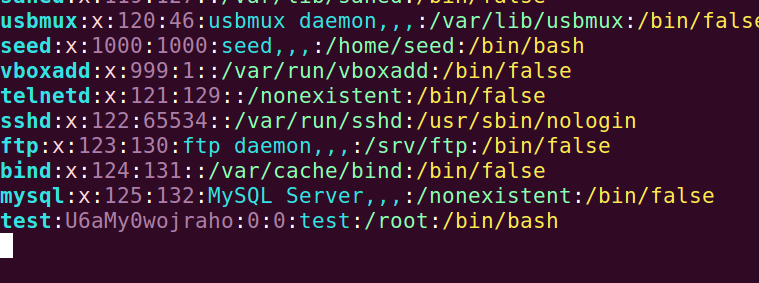 usbmux:x:120:46:usbmux daemon,,,:/var/lib/usbmux:/bin/false
seed:x:1000:1000:seed,,,:/home/seed:/bin/bash
vboxadd:x:999:1::/var/run/vboxadd:/bin/false
telnetd:x:121:129::/nonexistent:/bin/false
sshd:x:122:65534::/var/run/sshd:/usr/sbin/nologin
ftp:x:123:130:ftp daemon,,,:/srv/ftp:/bin/false
bind:x:124:131::/var/cache/bind:/bin/false
mysql:x:125:132:MySQL Server,,,:/nonexistent:/bin/false
test:U6aMy0wojraho:0:0:test:/root:/bin/bash